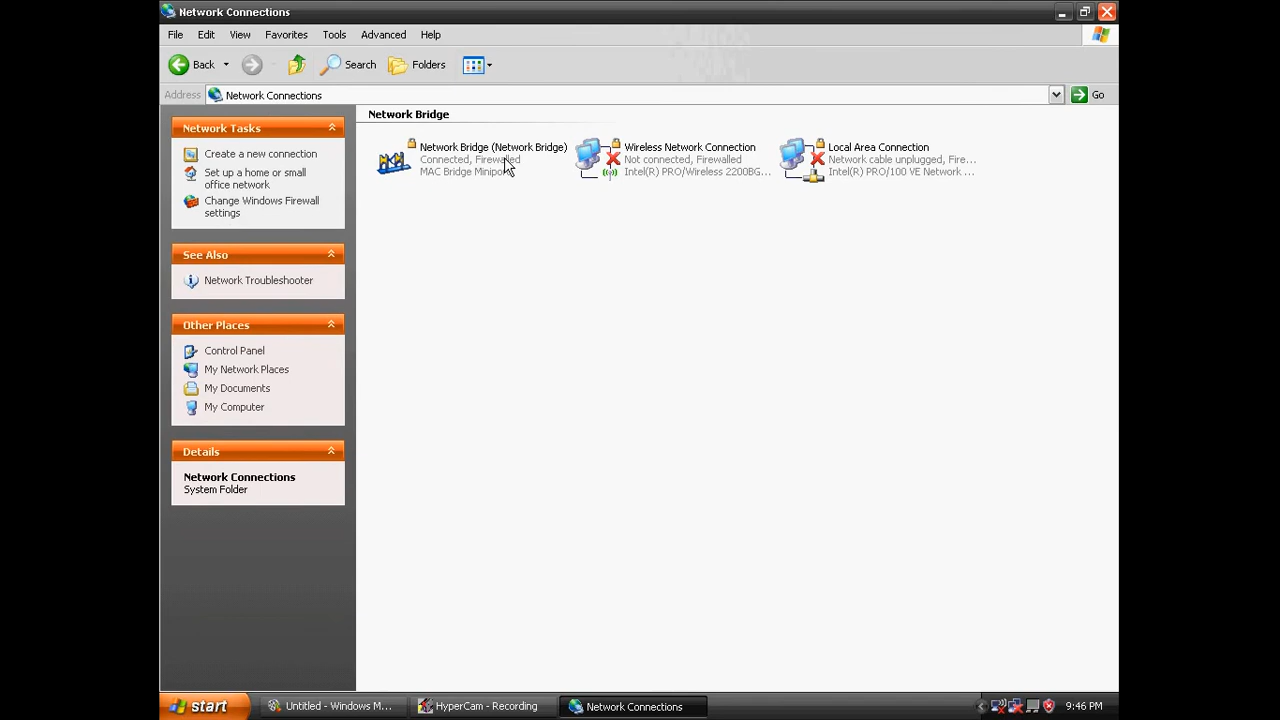 Network Connections
File Edit View Favorites Tools Advanced Help
Back Search Folders
Address Network Connections Go
Network Tasks
Create a new connection
Set up a home or small
office network
Change Windows Firewall
settings
See Also
Network Troubleshooter
Other Places
Control Panel
My Network Places
My Documents
My Computer
Details
Network Connections
System Folder
Network Bridge
Network Bridge (Network Bridge)
Connected, Firewalled
MAC Bridge Minipo
Wireless Network Connection
Not connected, Firewalled
Intel(R) PRO/Wireless 2200BG...
Local Area Connection
Network cable unplugged, Fire...
Intel(R) PRO/100 VE Network ...
start Untitled - Windows M... HyperCam - Recording Network Connections 9:46 PM